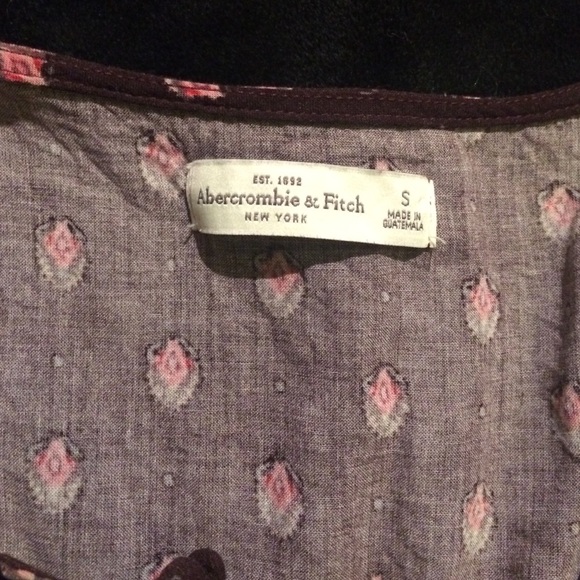 EST. 1892
Abercrombie & Fitch
NEW YORK
S
MADE IN
GUATEMALA